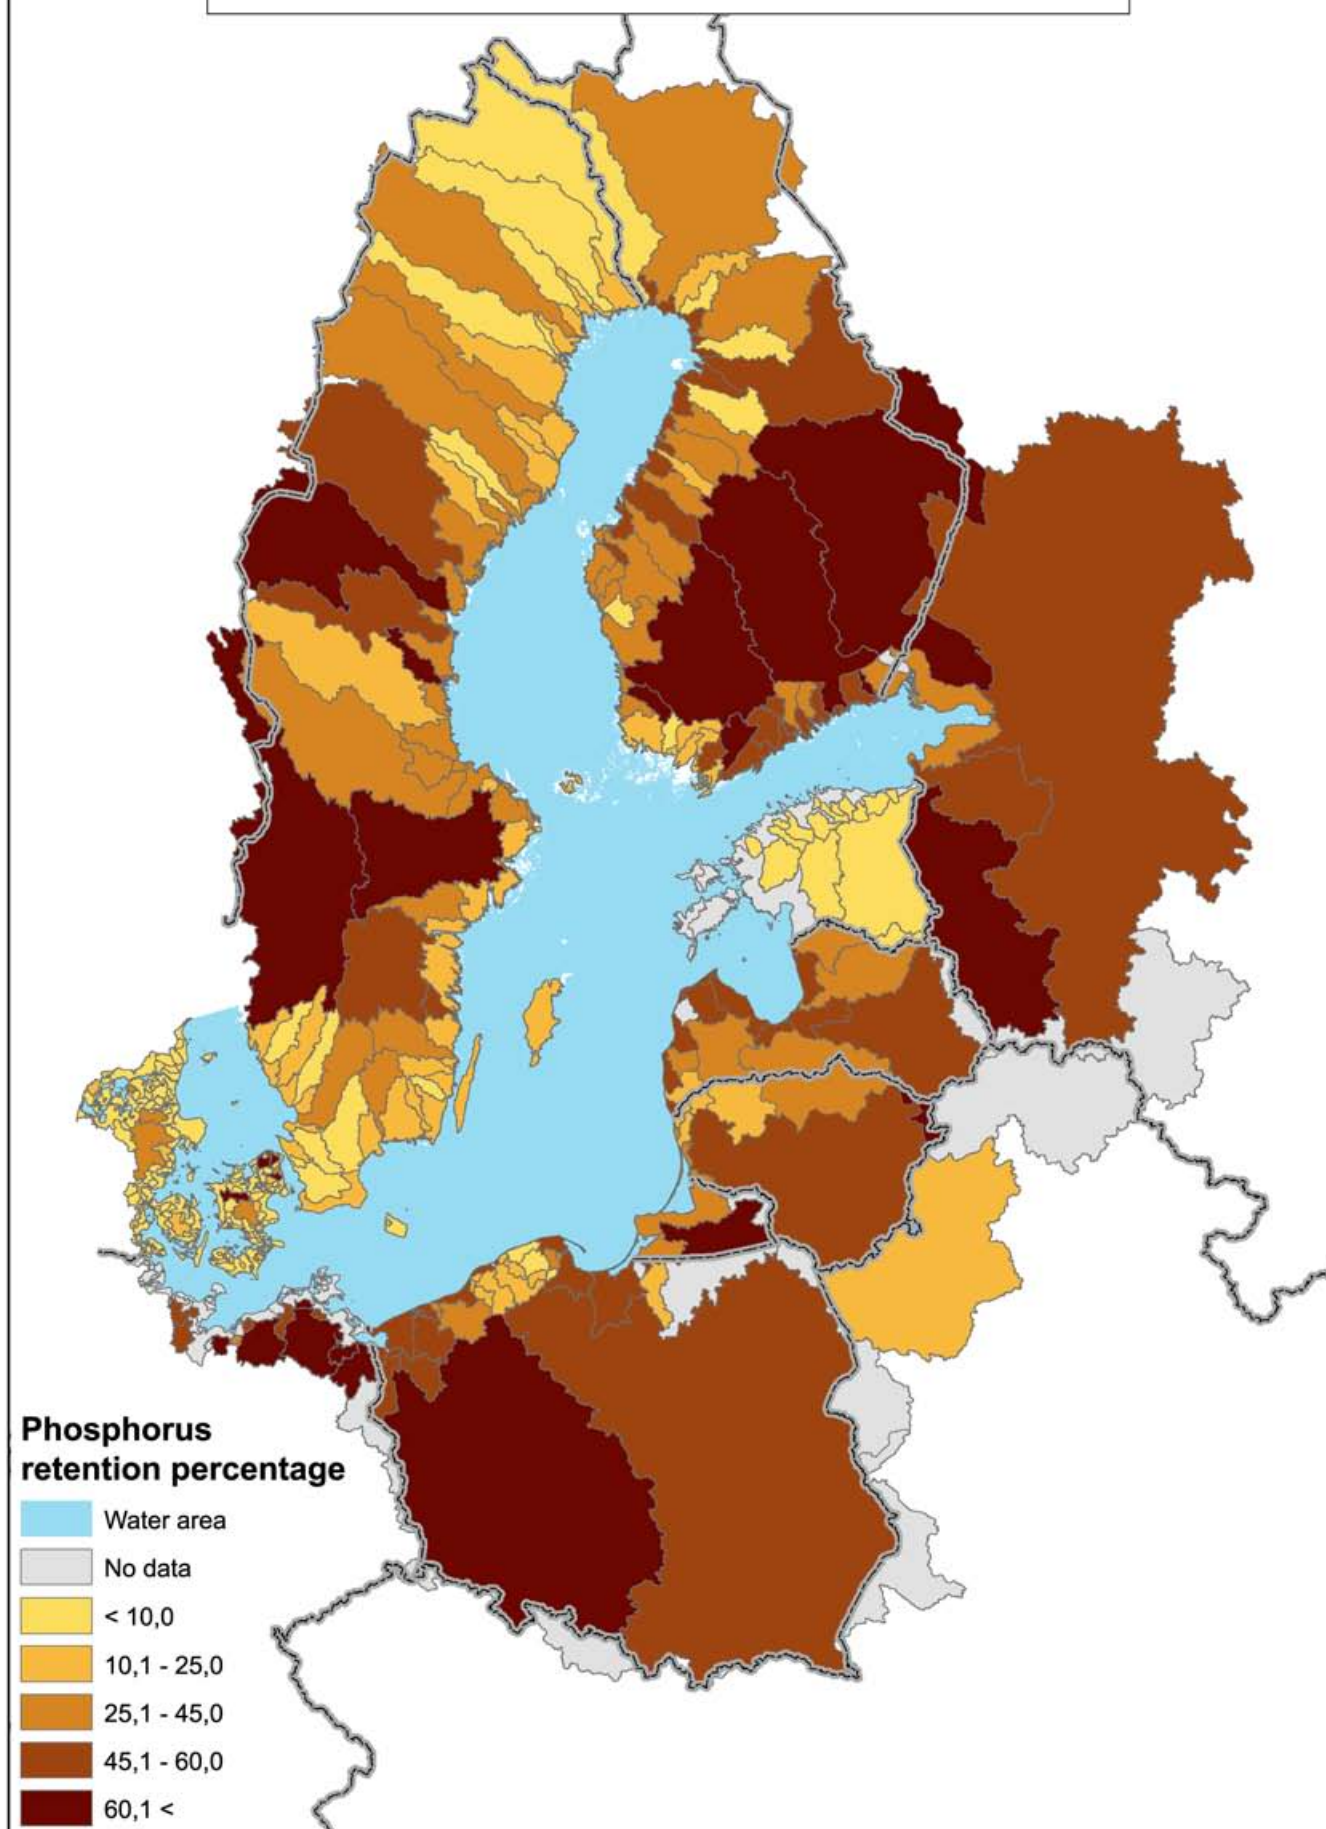 Phosphorus
retention percentage
Water area
No data
< 10,0
10,1 - 25,0
25,1 - 45,0
45,1 - 60,0
60,1 <